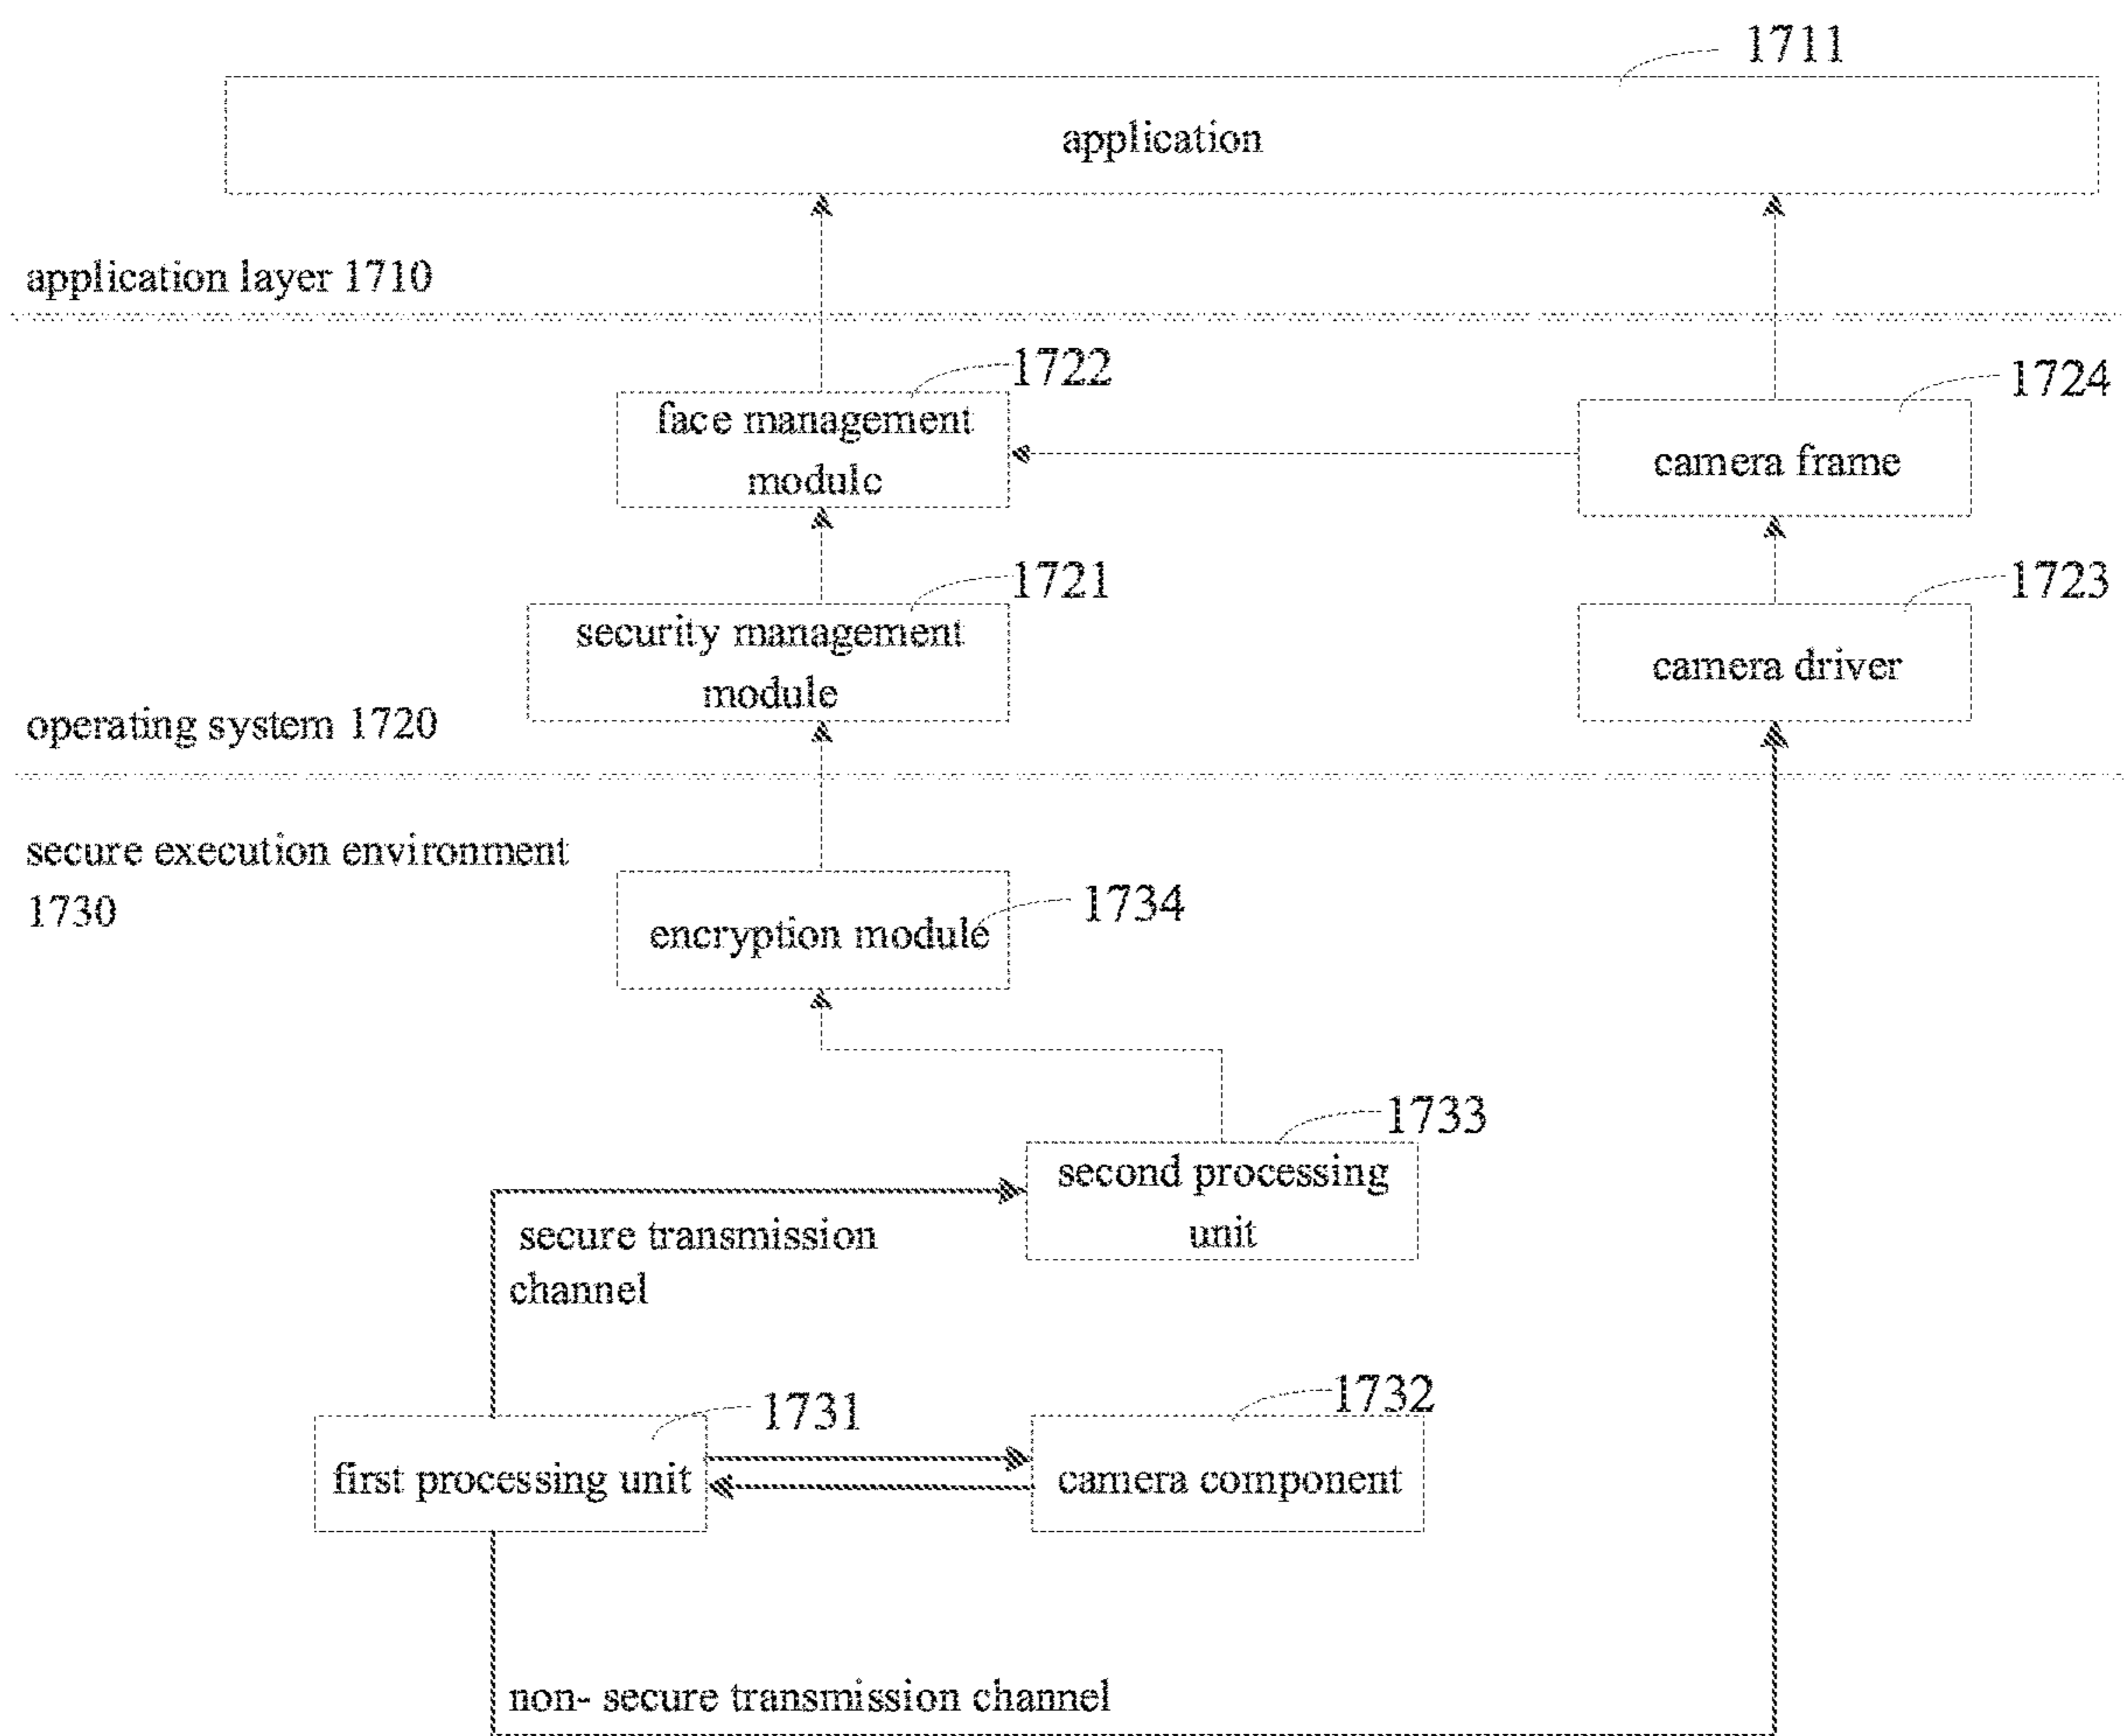 1711
application
application layer 1710
1722
face management
module
1724
camera frame
1721
security management
module
1723
camera driver
operating system 1720
secure execution environment
1730
1734
encryption module
1733
second processing
unit
secure transmission
channel
1731
first processing unit
1732
camera component
non- secure transmission channel